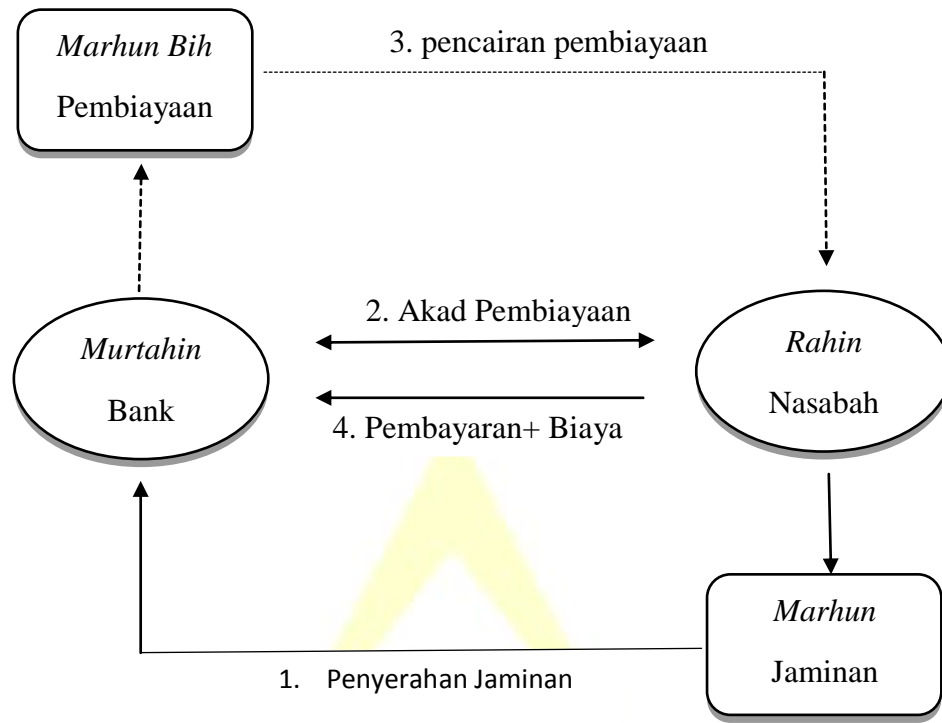 Marhun Bih
Pembiayaan
3. pencairan pembiayaan
Murtahin
Bank
2. Akad Pembiayaan
4. Pembayaran+ Biaya
Rahin
Nasabah
Marhun
Jaminan
1. Penyerahan Jaminan